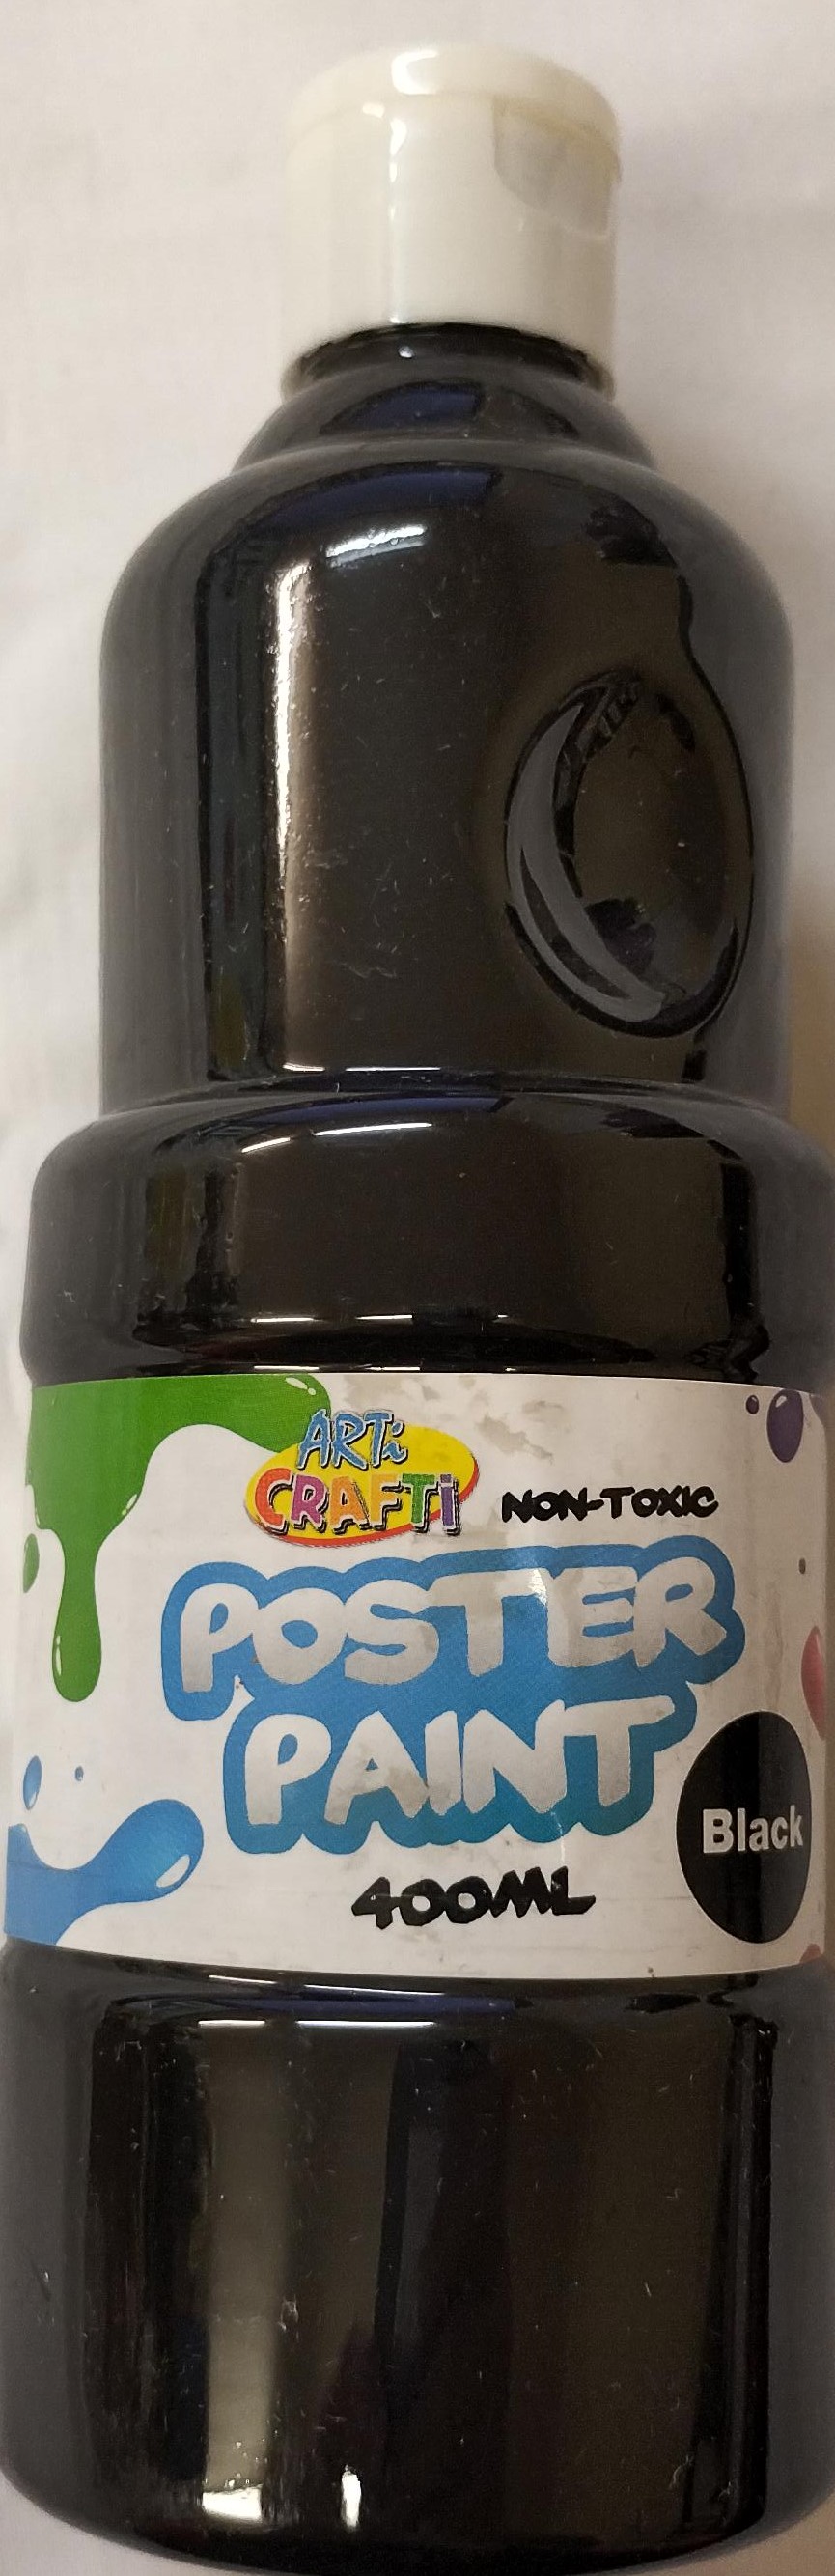 ARTi
CRAFTi
NON-TOXIC
POSTER
PAINT
Black
400ML